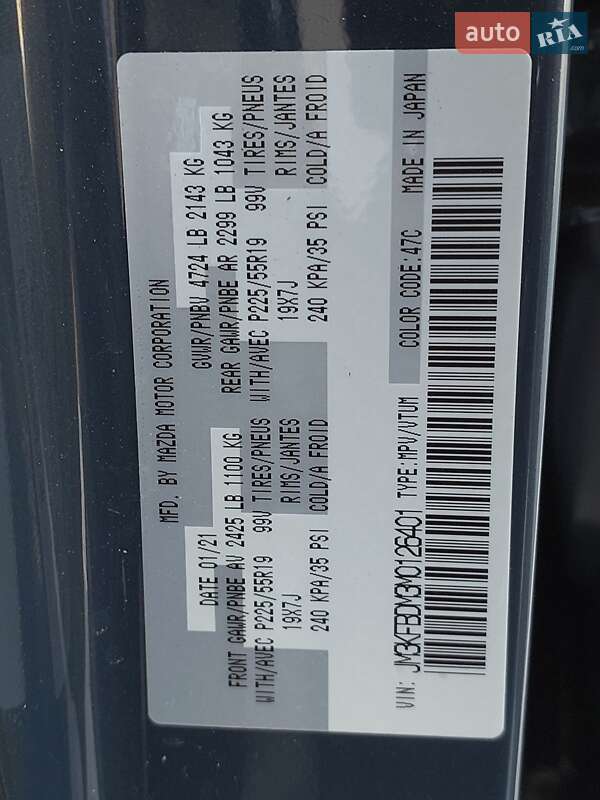 auto RIA.com
MFD. BY MAZDA MOTOR CORPORATION
DATE 01/21 GVWR/PNBV 4724 LB 2143 KG
FRONT GAWR/PNBE AV 2425 LB 1100 KG REAR GAWR/PNBE AR 2299 LB 1043 KG
WITH/AVEC P225/55R19 99V TIRES/PNEUS WITH/AVEC P225/55R19 99V TIRES/PNEUS
19X7J RIMS/JANTES 19X7J RIMS/JANTES
240 KPA/35 PSI COLD/A FROID 240 KPA/35 PSI COLD/A FROID
VIN: JM3KFBDM3M0126401 TYPE:MPV/VTUM COLOR CODE:47C MADE IN JAPAN